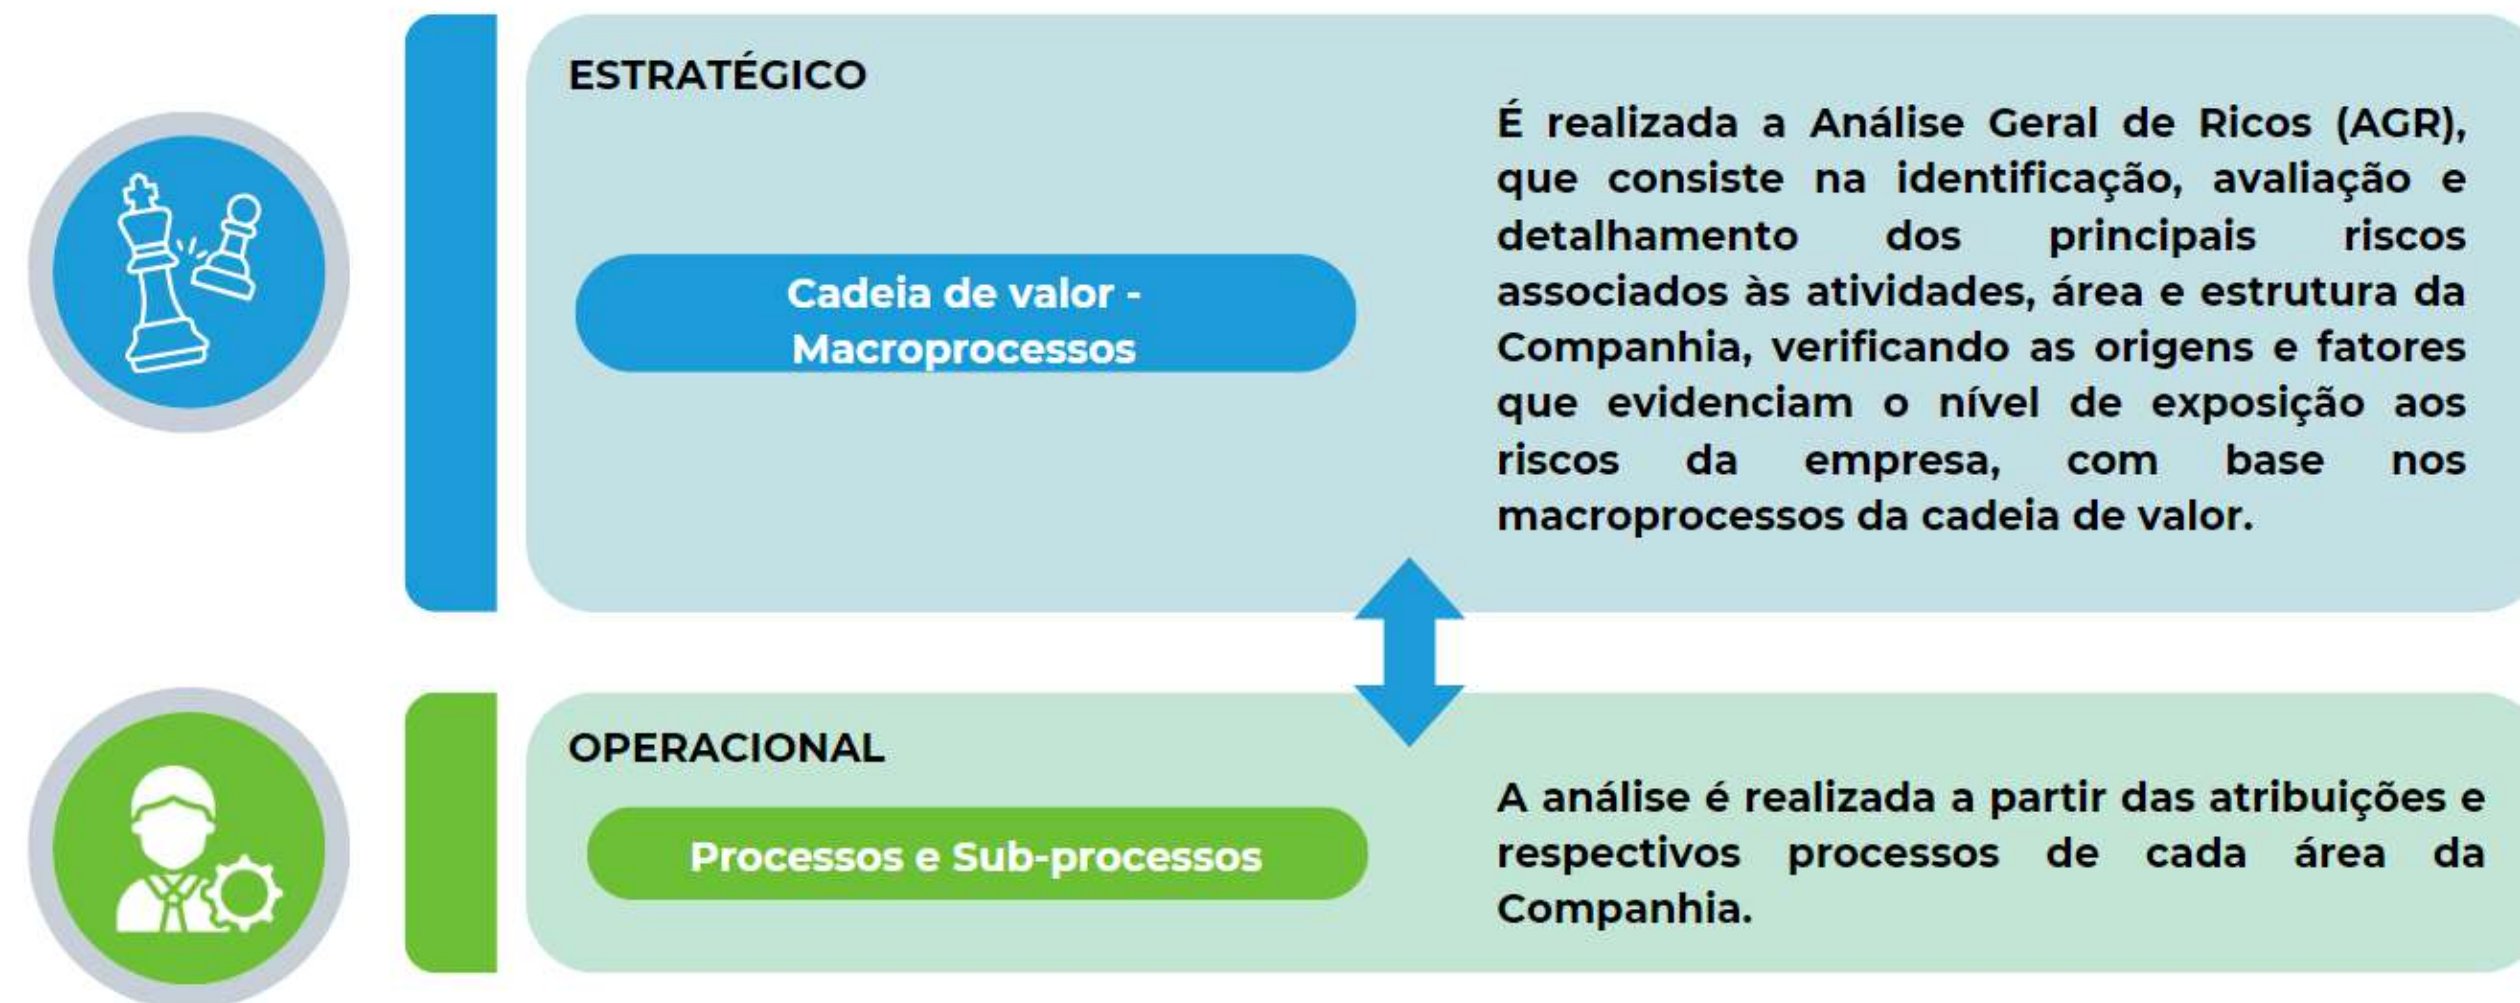 ESTRATÉGICO
Cadeia de valor -
Macroprocessos
É realizada a Análise Geral de Ricos (AGR),
que consiste na identificação, avaliação e
detalhamento dos principais riscos
associados às atividades, área e estrutura da
Companhia, verificando as origens e fatores
que evidenciam o nível de exposição aos
riscos da empresa, com base nos
macroprocessos da cadeia de valor.
OPERACIONAL
Processos e Sub-processos
A análise é realizada a partir das atribuições e
respectivos processos de cada área da
Companhia.